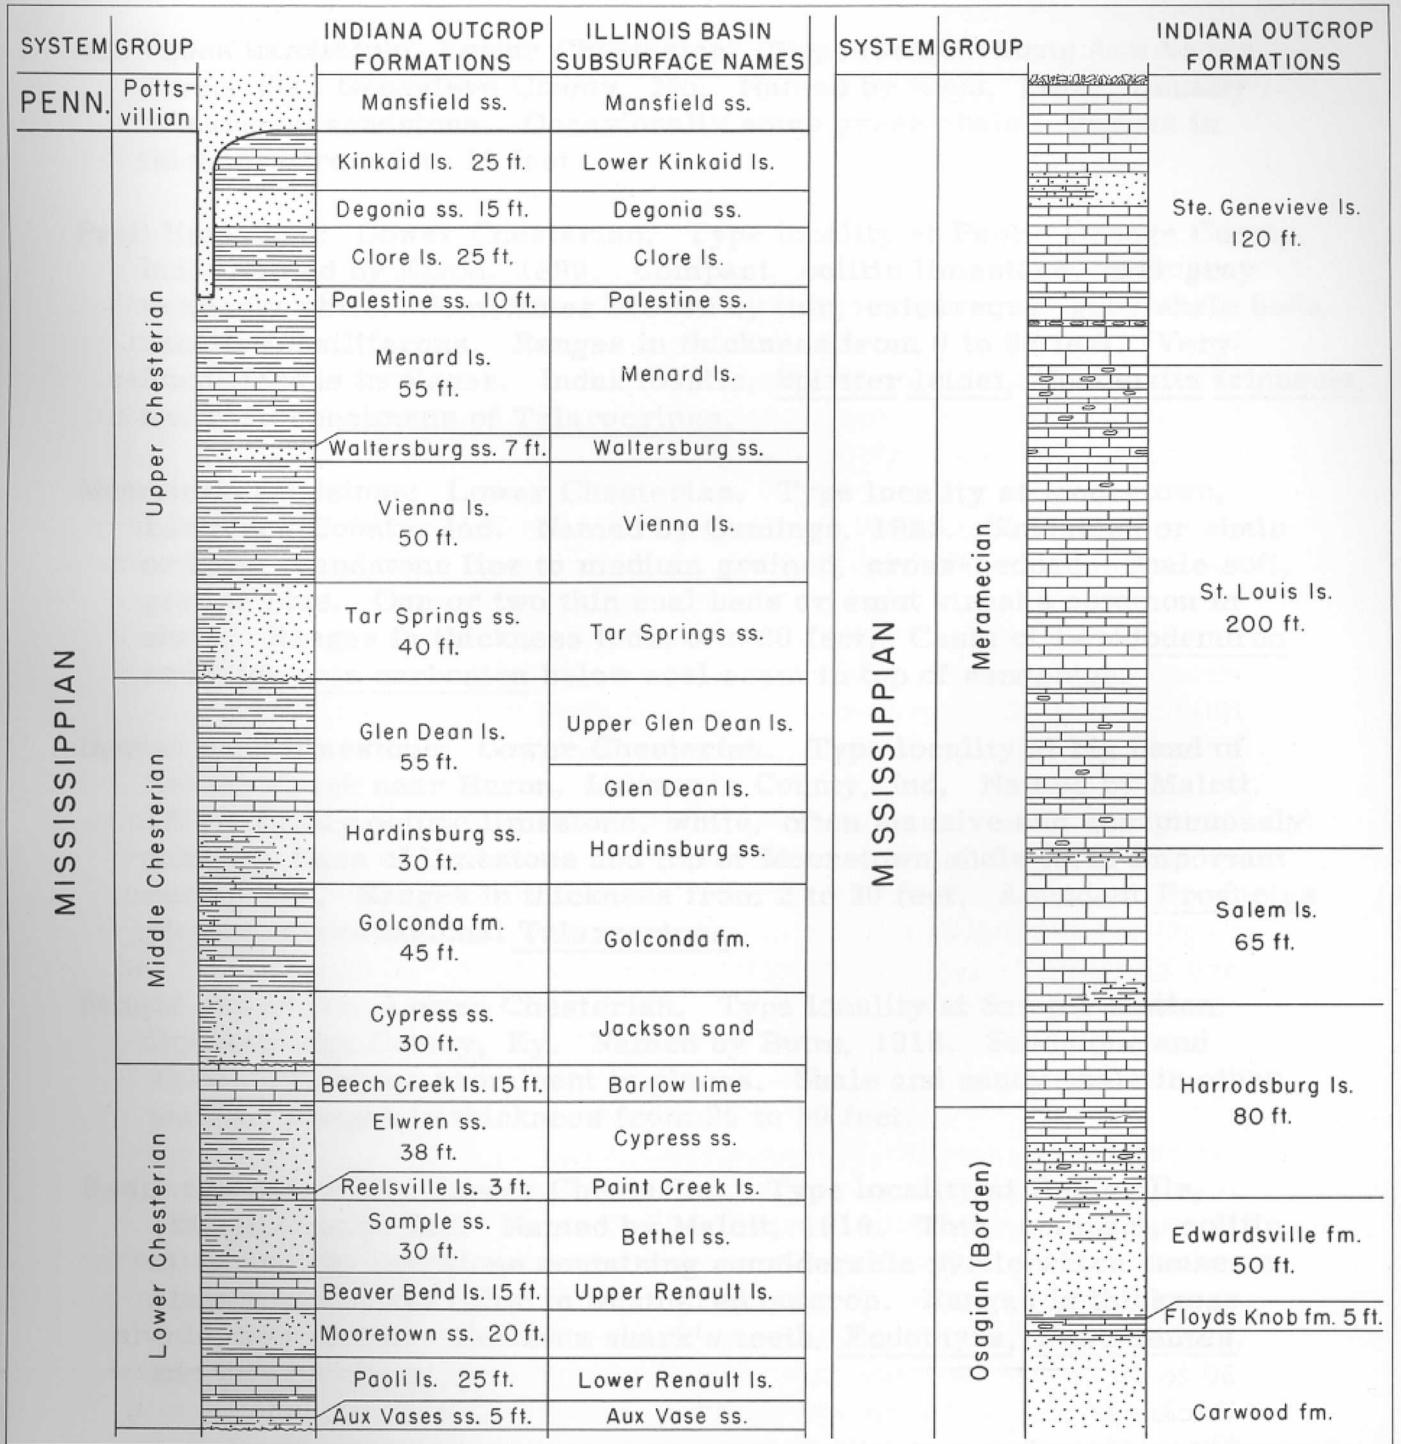 SYSTEM GROUP INDIANA OUTCROP FORMATIONS ILLINOIS BASIN SUBSURFACE NAMES
PENN. Potts-villian Mansfield ss. Mansfield ss.
MISSISSIPPIAN
Upper Chesterian
Kinkaid ls. 25 ft. Lower Kinkaid ls.
Degonia ss. 15 ft. Degonia ss.
Clore ls. 25 ft. Clore ls.
Palestine ss. 10 ft. Palestine ss.
Menard ls. 55 ft. Menard ls.
Waltersburg ss. 7 ft. Waltersburg ss.
Vienna ls. 50 ft. Vienna ls.
Tar Springs ss. 40 ft. Tar Springs ss.
Middle Chesterian
Glen Dean ls. 55 ft. Upper Glen Dean ls.
Glen Dean ls.
Hardinsburg ss. 30 ft. Hardinsburg ss.
Golconda fm. 45 ft. Golconda fm.
Cypress ss. 30 ft. Jackson sand
Lower Chesterian
Beech Creek ls. 15 ft. Barlow lime
Elwren ss. 38 ft. Cypress ss.
Reelsville ls. 3 ft. Paint Creek ls.
Sample ss. 30 ft. Bethel ss.
Beaver Bend ls. 15 ft. Upper Renault ls.
Mooretown ss. 20 ft.
Paoli ls. 25 ft. Lower Renault ls.
Aux Vases ss. 5 ft. Aux Vase ss.
SYSTEM GROUP INDIANA OUTCROP FORMATIONS
MISSISSIPPIAN
Meramecian
Ste. Genevieve ls.
120 ft.
St. Louis ls.
200 ft.
Salem ls.
65 ft.
Harrodsburg ls.
80 ft.
Osagian (Borden)
Edwardsville fm.
50 ft.
Floyds Knob fm. 5 ft.
Carwood fm.